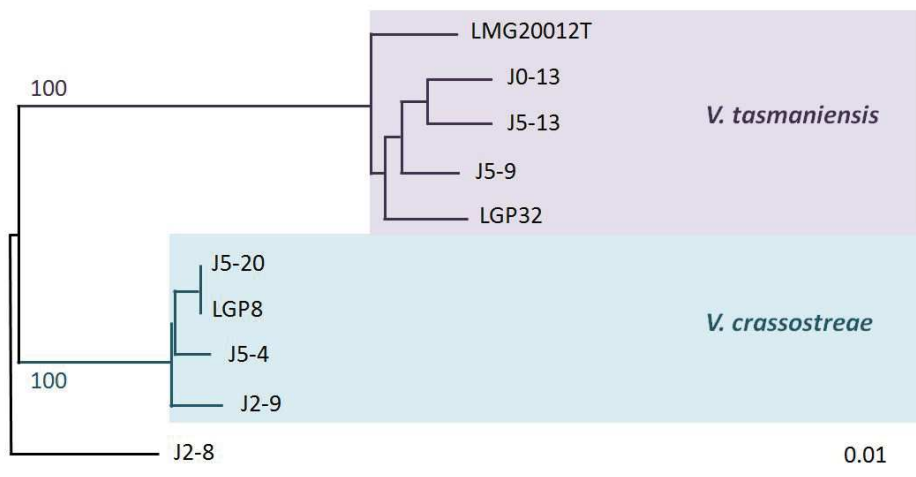 LMG20012T
J0-13
100
V. tasmaniensis
J5-13
J5-9
LGP32
J5-20
LGP8
V. crassostreae
J5-4
100
J2-9
J2-8
0.01